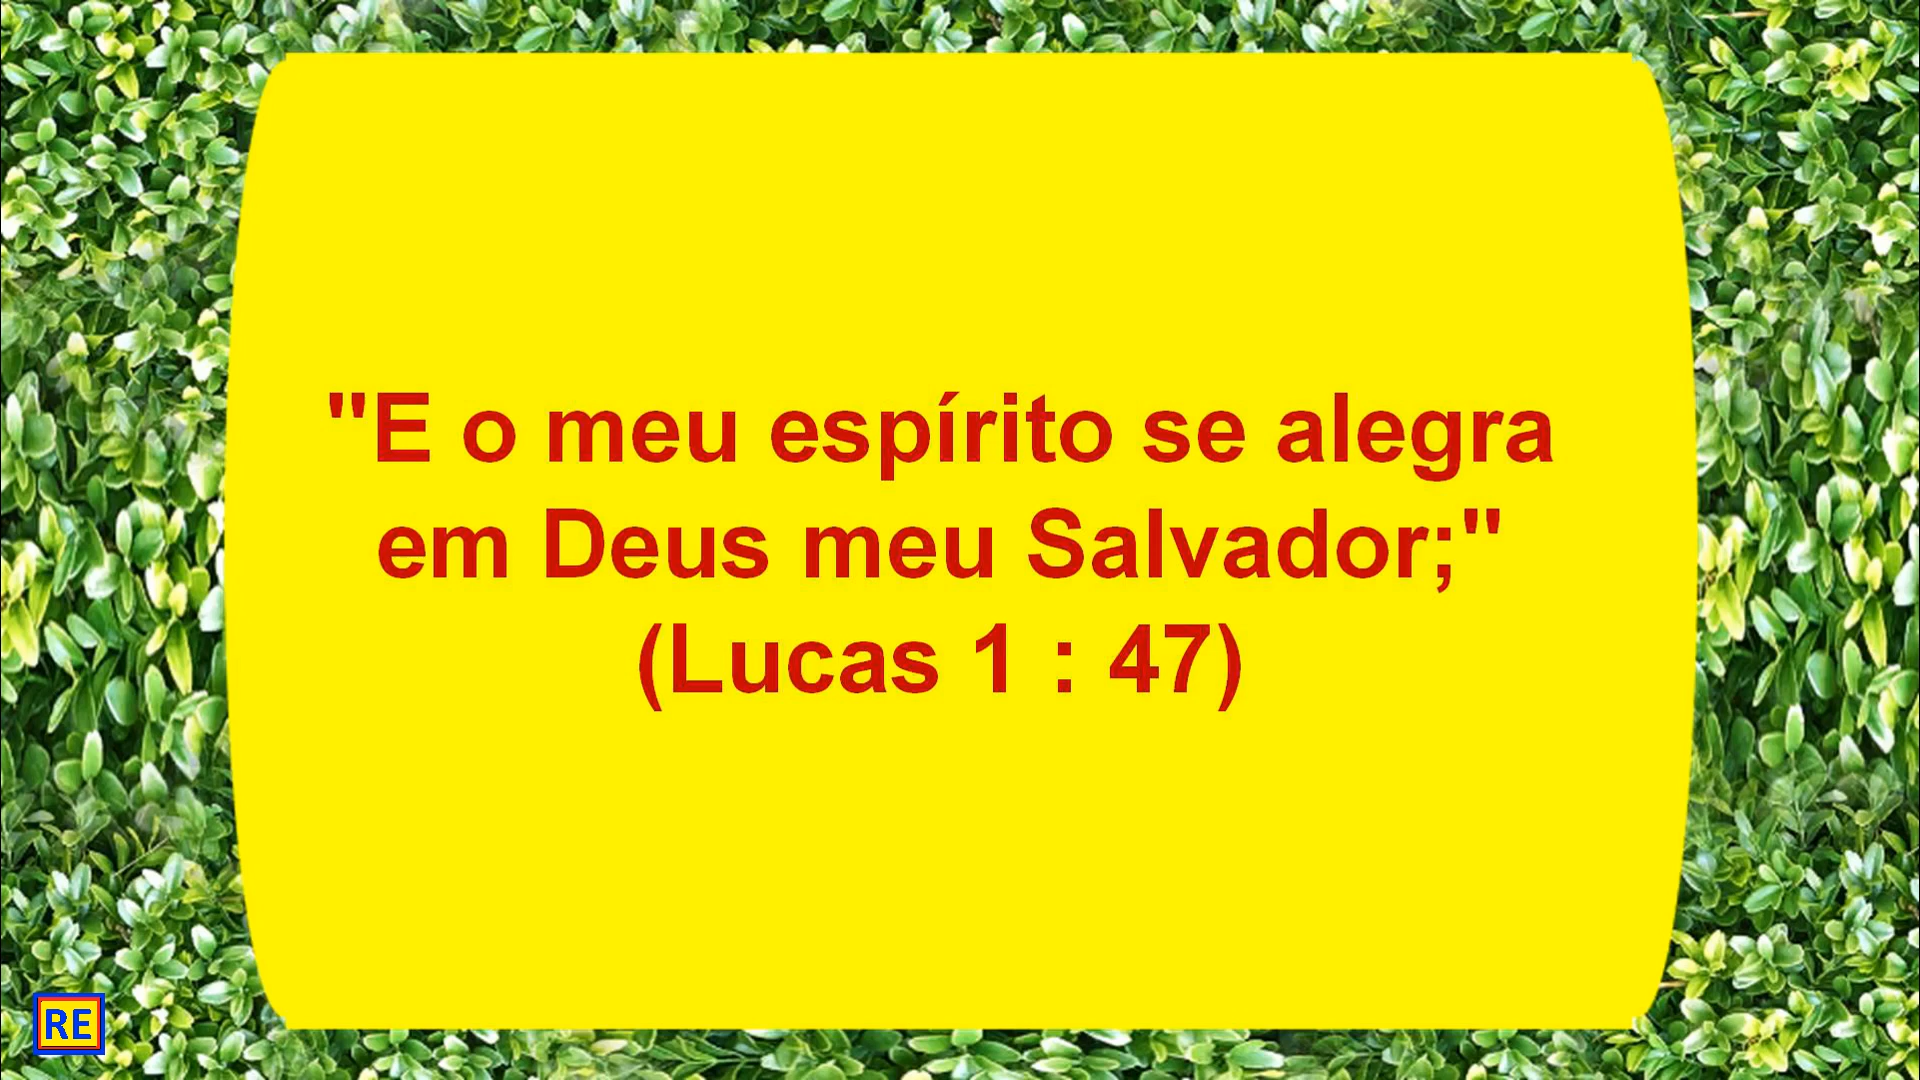 "E o meu espírito se alegra
em Deus meu Salvador;"
(Lucas 1 : 47)
RE